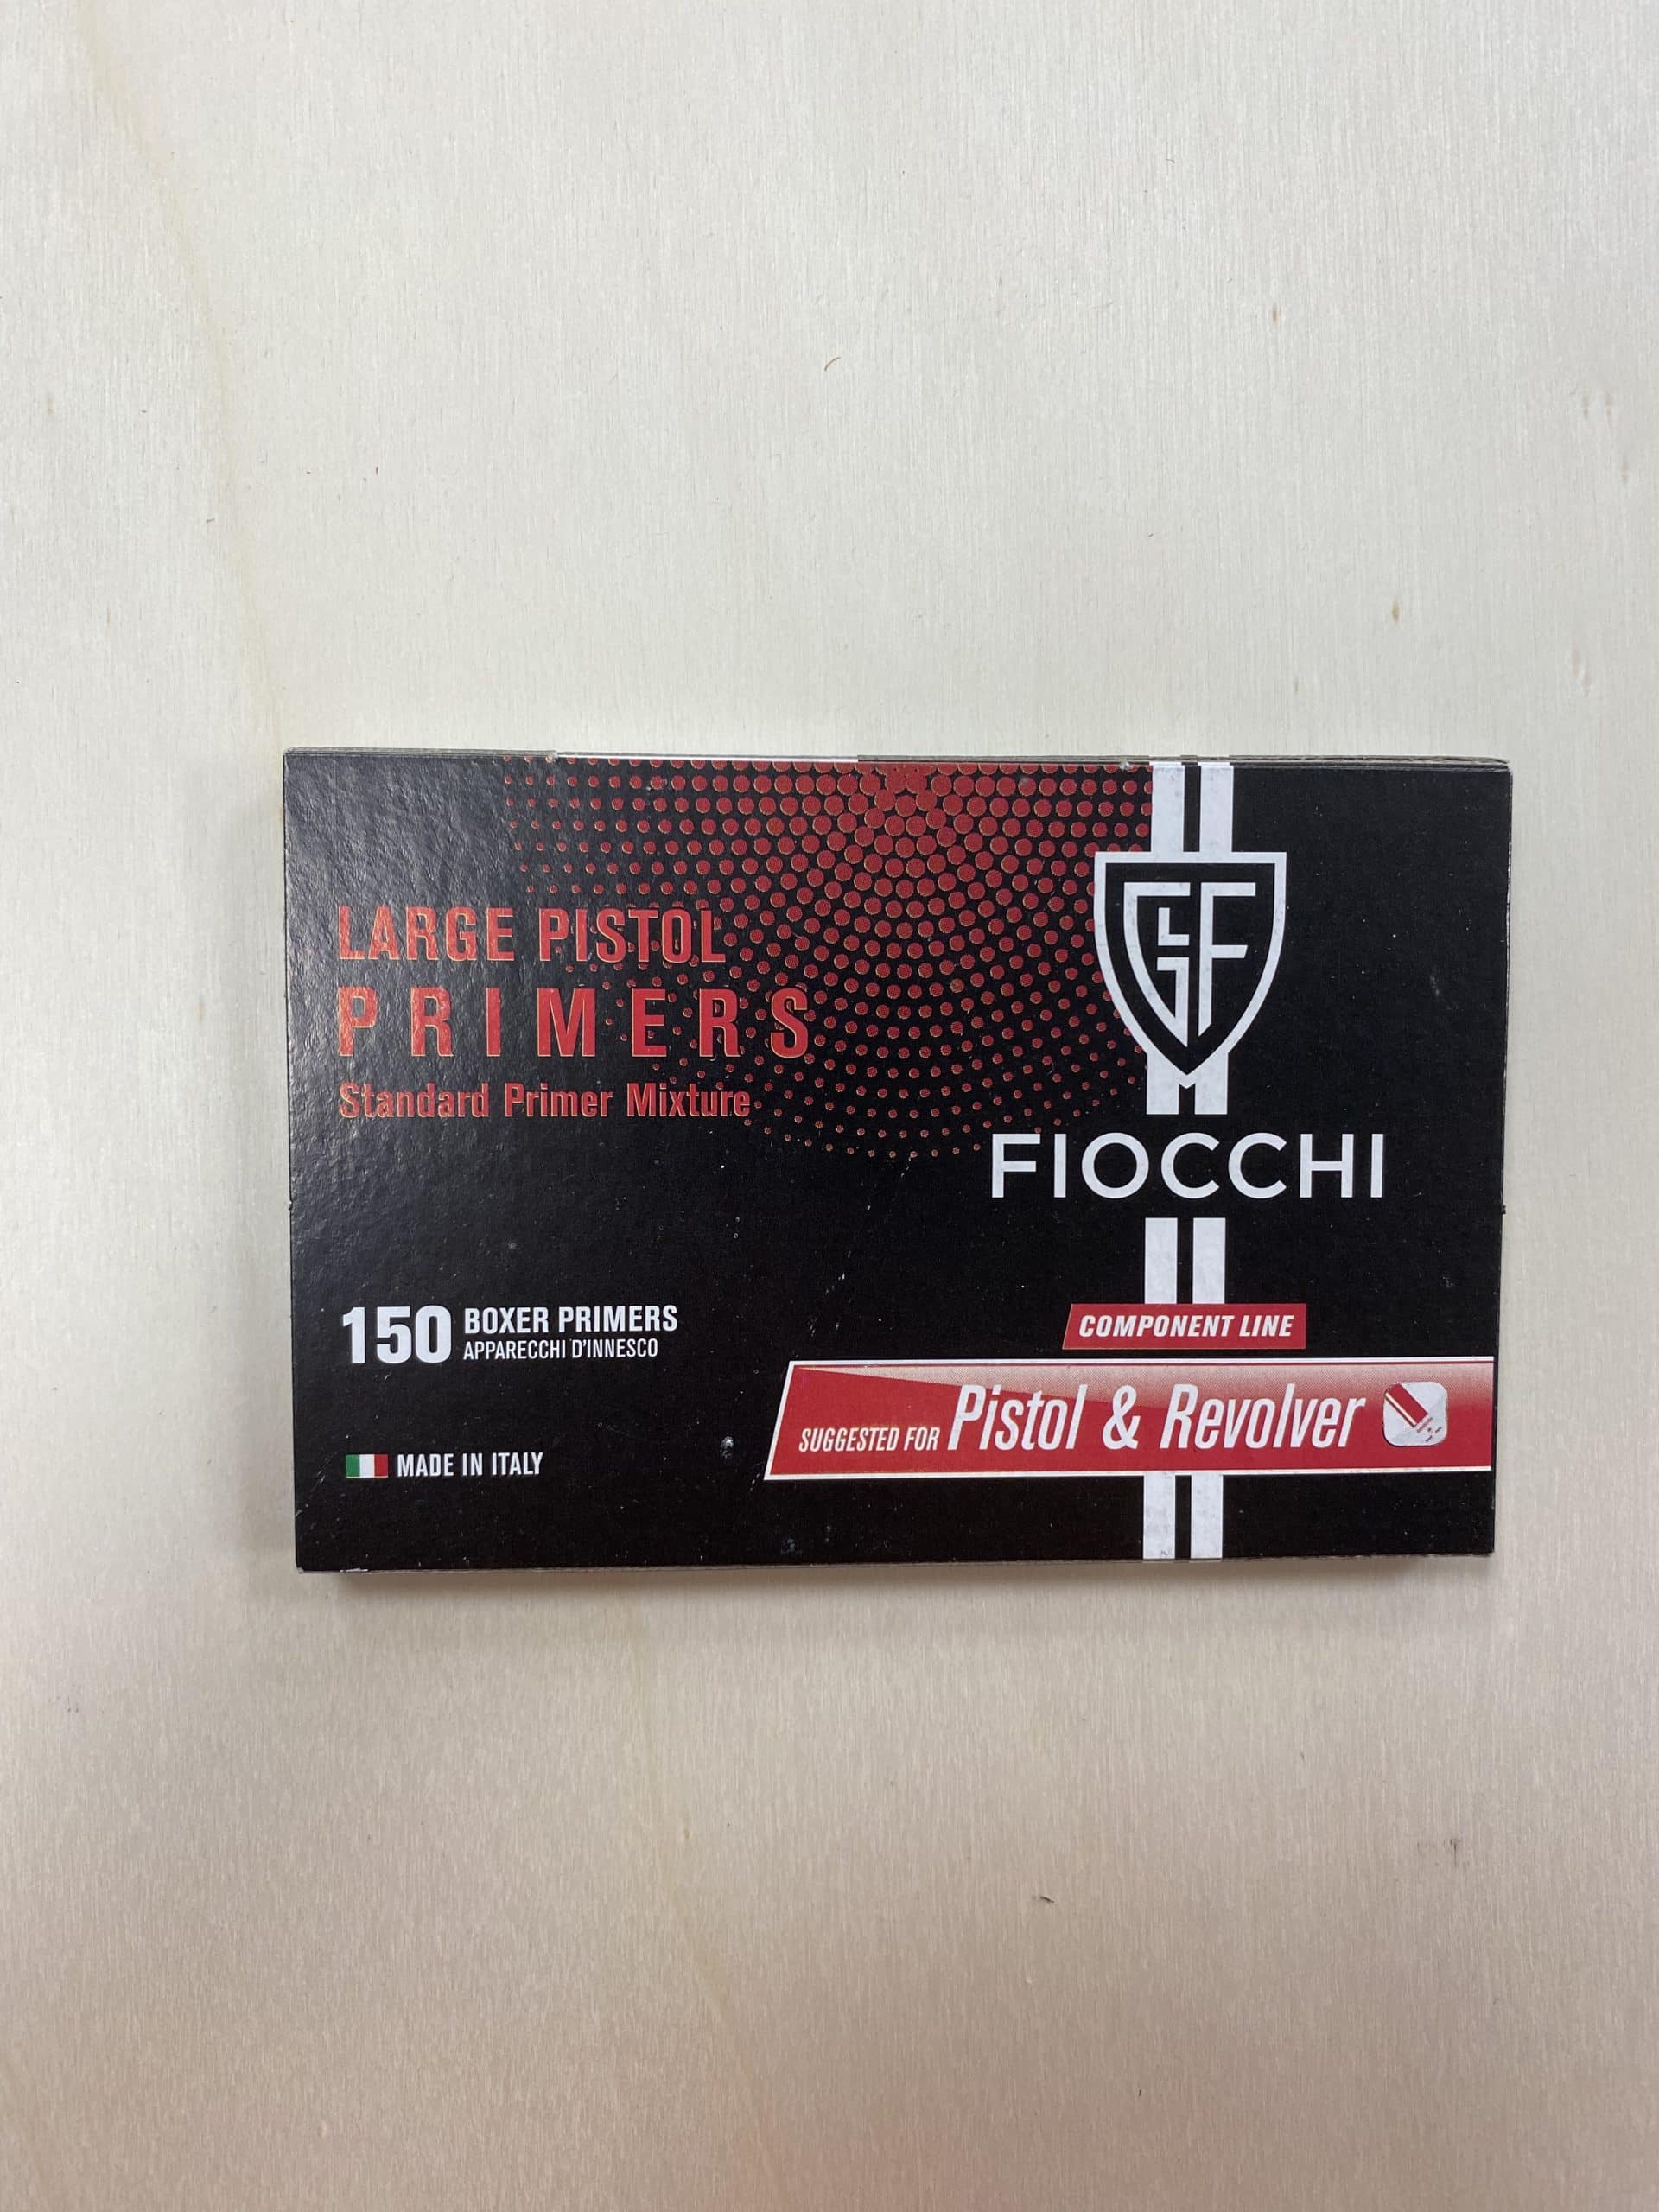 LARGE PISTOL
PRIMERS
Standard Primer Mixture
GFL
FIOCCHI
150 BOXER PRIMERS
APPARECCHI D'INNESCO
COMPONENT LINE
SUGGESTED FOR Pistol & Revolver
MADE IN ITALY